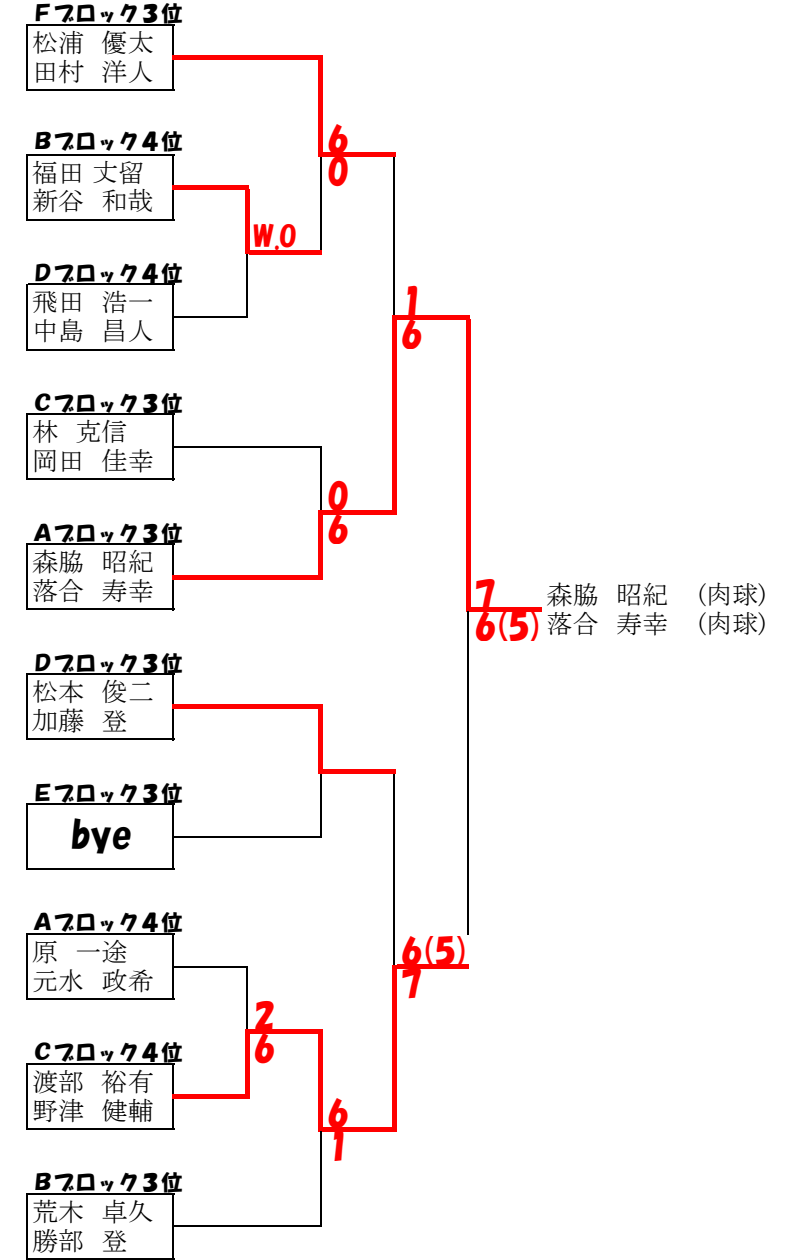 Fブロック3位
松浦 優太
田村 洋人
6
0
Bブロック4位
福田 丈留
新谷 和哉
W.O
Dブロック4位
飛田 浩一
中島 昌人
1
6
Cブロック3位
林 克信
岡田 佳幸
0
6
Aブロック3位
森脇 昭紀
落合 寿幸
7
6(5)
森脇 昭紀 (肉球)
落合 寿幸 (肉球)
Dブロック3位
松本 俊二
加藤 登
Eブロック3位
bye
Aブロック4位
原 一途
元水 政希
6(5)
7
2
6
Cブロック4位
渡部 裕有
野津 健輔
6
1
Bブロック3位
荒木 卓久
勝部 登